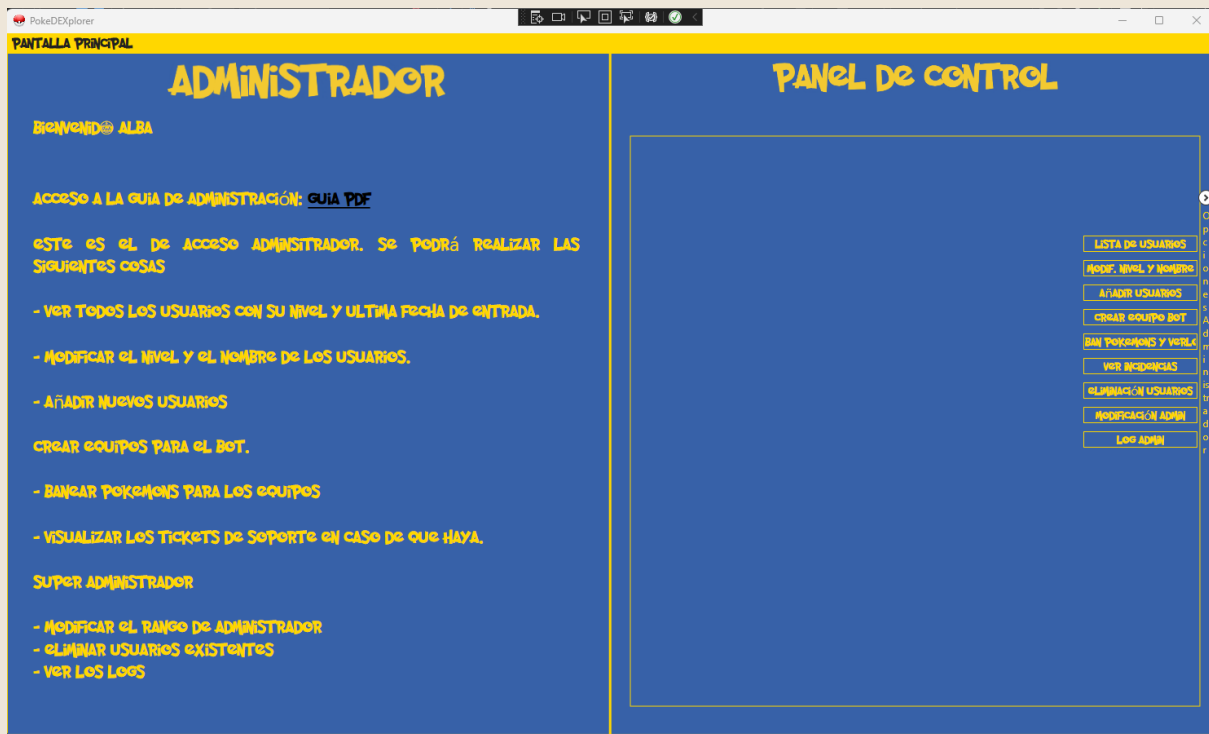 PokeDEXplorer
PANTALLA PRINCIPAL
ADMINISTRADOR
BIENVENID@ ALBA
ACCESO A LA GUIA DE ADMINISTRACIÓN: GUIA PDF
ESTE ES EL DE ACCESO ADMINSITRADOR. SE PODRÁ REALIZAR LAS
SIGUIENTES COSAS
- VER TODOS LOS USUARIOS CON SU NIVEL Y ULTIMA FECHA DE ENTRADA.
- MODIFICAR EL NIVEL Y EL NOMBRE DE LOS USUARIOS.
- AÑADIR NUEVOS USUARIOS
CREAR EQUIPOS PARA EL BOT.
- BANEAR POKEMONS PARA LOS EQUIPOS
- VISUALIZAR LOS TICKETS DE SOPORTE EN CASO DE QUE HAYA.
SUPER ADMINISTRADOR
- MODIFICAR EL RANGO DE ADMINISTRADOR
- ELIMINAR USUARIOS EXISTENTES
- VER LOS LOGS
PANEL DE CONTROL
LISTA DE USUARIOS
MODIF. NIVEL Y NOMBRE
AÑADIR USUARIOS
CREAR EQUIPO BOT
BAN POKEMONS Y VERLO
VER INCIDENCIAS
ELIMINACIÓN USUARIOS
MODIFICACIÓN ADMIN
LOG ADMIN
Opciones Administrador